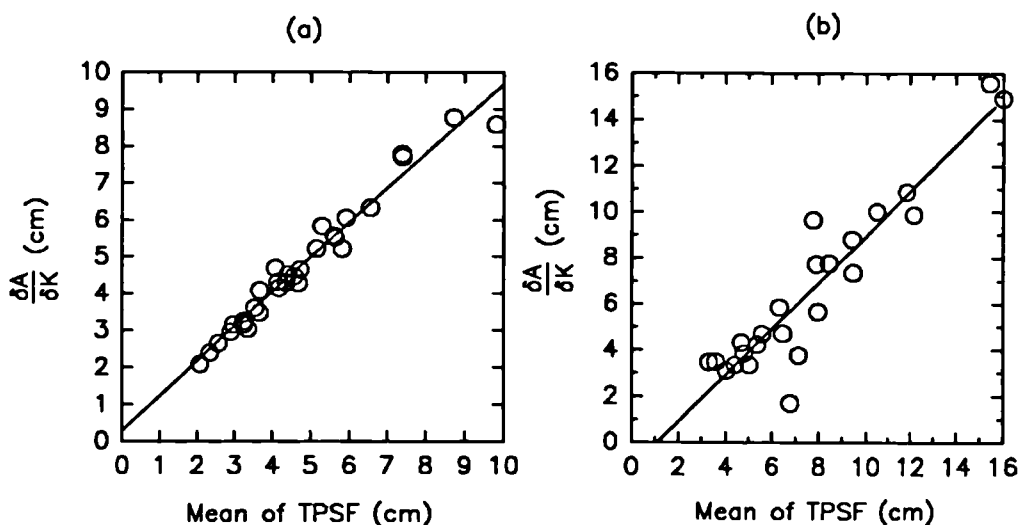 (a)
10
9
8
7
6
5
4
3
2
1
0
δA
δK
(cm)
0 1 2 3 4 5 6 7 8 9 10
Mean of TPSF (cm)
(b)
16
14
12
10
8
6
4
2
0
δA
δK
(cm)
0 2 4 6 8 10 12 14 16
Mean of TPSF (cm)